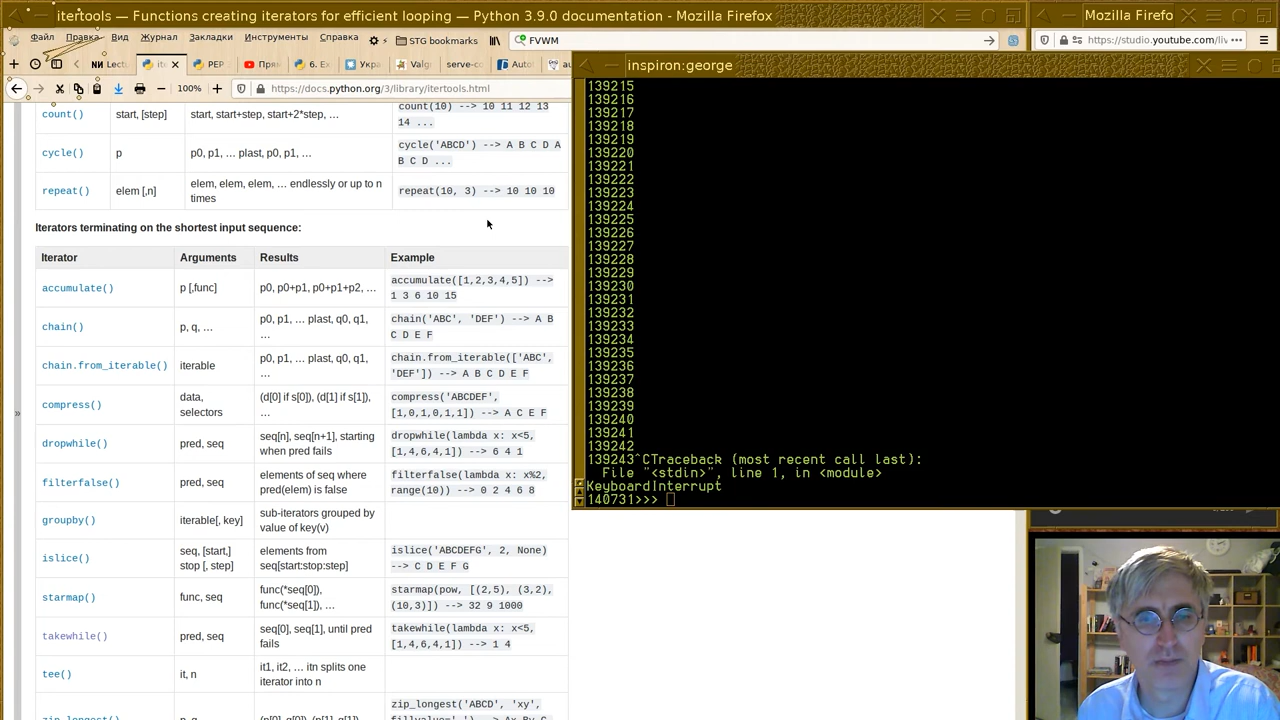 itertools — Functions creating iterators for efficient looping — Python 3.9.0 documentation - Mozilla Firefox
Mozilla Firefo
Файл Правка Вид Журнал Закладки Инструменты Справка STG bookmarks FVWM
https://studio.youtube.com/liv
Lect ite PEP Пря 6. Ex Укра Valg serve-co Autor au
inspiron:george
100% https://docs.python.org/3/library/itertools.html
count() start, [step] start, start+step, start+2*step, … count(10) --> 10 11 12 13
14 ...
cycle() p p0, p1, … plast, p0, p1, … cycle('ABCD') --> A B C D A
B C D ...
repeat() elem [,n] elem, elem, elem, … endlessly or up to n
times repeat(10, 3) --> 10 10 10
Iterators terminating on the shortest input sequence:
Iterator Arguments Results Example
accumulate() p [,func] p0, p0+p1, p0+p1+p2, … accumulate([1,2,3,4,5]) -->
1 3 6 10 15
chain() p, q, … p0, p1, … plast, q0, q1,
… chain('ABC', 'DEF') --> A B
C D E F
chain.from_iterable() iterable p0, p1, … plast, q0, q1,
… chain.from_iterable(['ABC',
'DEF']) --> A B C D E F
compress() data,
selectors (d[0] if s[0]), (d[1] if s[1]),
… compress('ABCDEF',
[1,0,1,0,1,1]) --> A C E F
dropwhile() pred, seq seq[n], seq[n+1], starting
when pred fails dropwhile(lambda x: x<5,
[1,4,6,4,1]) --> 6 4 1
filterfalse() pred, seq elements of seq where
pred(elem) is false filterfalse(lambda x: x%2,
range(10)) --> 0 2 4 6 8
groupby() iterable[, key] sub-iterators grouped by
value of key(v)
islice() seq, [start,]
stop [, step] elements from
seq[start:stop:step] islice('ABCDEFG', 2, None)
--> C D E F G
starmap() func, seq func(*seq[0]),
func(*seq[1]), … starmap(pow, [(2,5), (3,2),
(10,3)]) --> 32 9 1000
takewhile() pred, seq seq[0], seq[1], until pred
fails takewhile(lambda x: x<5,
[1,4,6,4,1]) --> 1 4
tee() it, n it1, it2, … itn splits one
iterator into n
zip_longest('ABCD', 'xy',
139215
139216
139217
139218
139219
139220
139221
139222
139223
139224
139225
139226
139227
139228
139229
139230
139231
139232
139233
139234
139235
139236
139237
139238
139239
139240
139241
139242
139243^CTraceback (most recent call last):
File "<stdin>", line 1, in <module>
KeyboardInterrupt
140731>>>